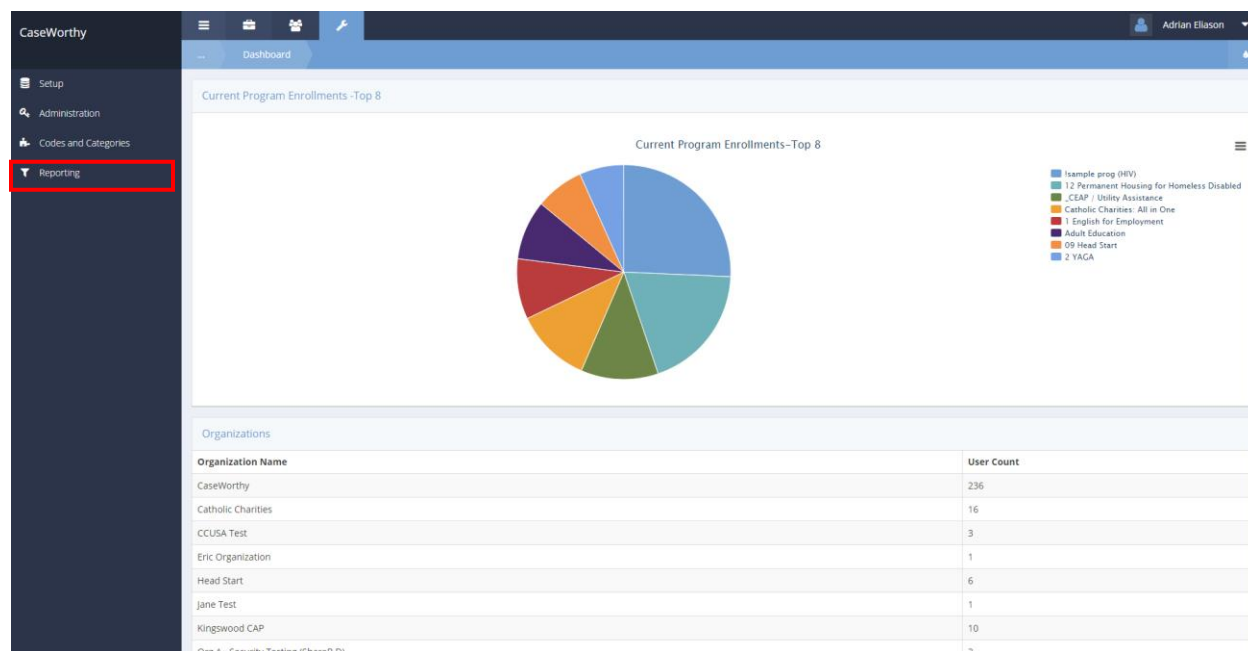 CaseWorthy
Adrian Eliason
... Dashboard
Setup
Administration
Codes and Categories
Reporting
Current Program Enrollments -Top 8
Current Program Enrollments–Top 8
!sample prog (HIV)
12 Permanent Housing for Homeless Disabled
_CEAP / Utility Assistance
Catholic Charities: All in One
1 English for Employment
Adult Education
09 Head Start
2 YAGA
Organizations
Organization Name User Count
CaseWorthy 236
Catholic Charities 16
CCUSA Test 3
Eric Organization 1
Head Start 6
Jane Test 1
Kingswood CAP 10